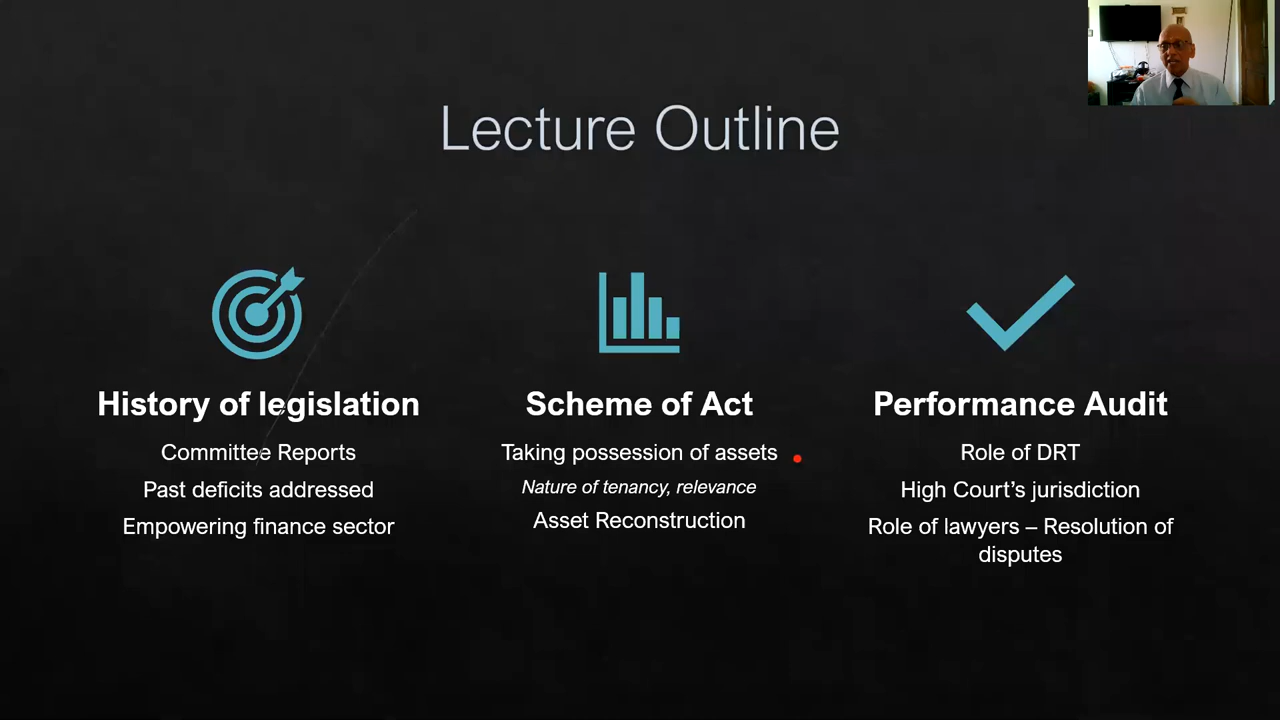 Lecture Outline
History of legislation
Committee Reports
Past deficits addressed
Empowering finance sector
Scheme of Act
Taking possession of assets
Nature of tenancy, relevance
Asset Reconstruction
Performance Audit
Role of DRT
High Court’s jurisdiction
Role of lawyers – Resolution of
disputes